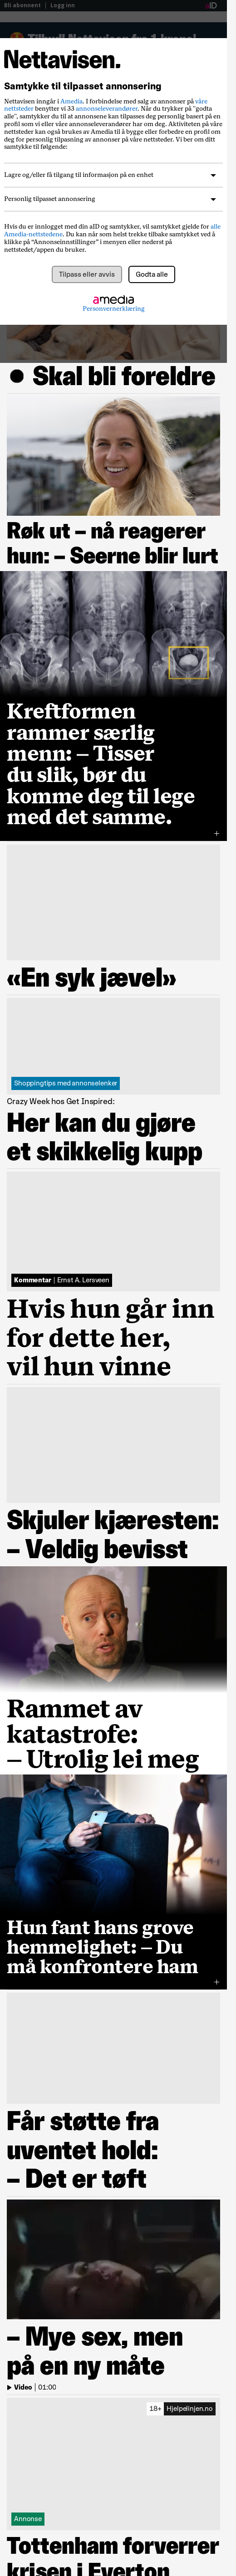 Bli abonnent | Logg inn
aID
Nettavisen.
Samtykke til tilpasset annonsering
Nettavisen inngår i Amedia. I forbindelse med salg av annonser på våre
nettsteder benytter vi 33 annonseleverandører. Når du trykker på "godta
alle", samtykker du til at annonsene kan tilpasses deg personlig basert på en
profil som vi eller våre annonseleverandører har om deg. Aktiviteten din på våre
nettsteder kan også brukes av Amedia til å bygge eller forbedre en profil om
deg for personlig tilpasning av annonser på våre nettsteder. Vi ber om ditt
samtykke til følgende:
Lagre og/eller få tilgang til informasjon på en enhet
Personlig tilpasset annonsering
Hvis du er innlogget med din aID og samtykker, vil samtykket gjelde for alle
Amedia-nettstedene. Du kan når som helst trekke tilbake samtykket ved å
klikke på “Annonseinnstillinger” i menyen eller nederst på
nettstedet/appen du bruker.
Tilpass eller avvis
Godta alle
amedia
Personvernerklæring
Skal bli foreldre
Røk ut – nå reagerer
hun: – Seerne blir lurt
Kreftformen
rammer særlig
menn: – Tisser
du slik, bør du
komme deg til lege
med det samme.
+
«En syk jævel»
Shoppingtips med annonselenker
Crazy Week hos Get Inspired:
Her kan du gjøre
et skikkelig kupp
Kommentar | Ernst A. Lersveen
Hvis hun går inn
for dette her,
vil hun vinne
Skjuler kjæresten:
– Veldig bevisst
Rammet av
katastrofe:
– Utrolig lei meg
Hun fant hans grove
hemmelighet: – Du
må konfrontere ham
+
Får støtte fra
uventet hold:
– Det er tøft
– Mye sex, men
på en ny måte
Video | 01:00
18+ Hjelpelinjen.no
Annonse
Tottenham forverrer
krisen i Everton